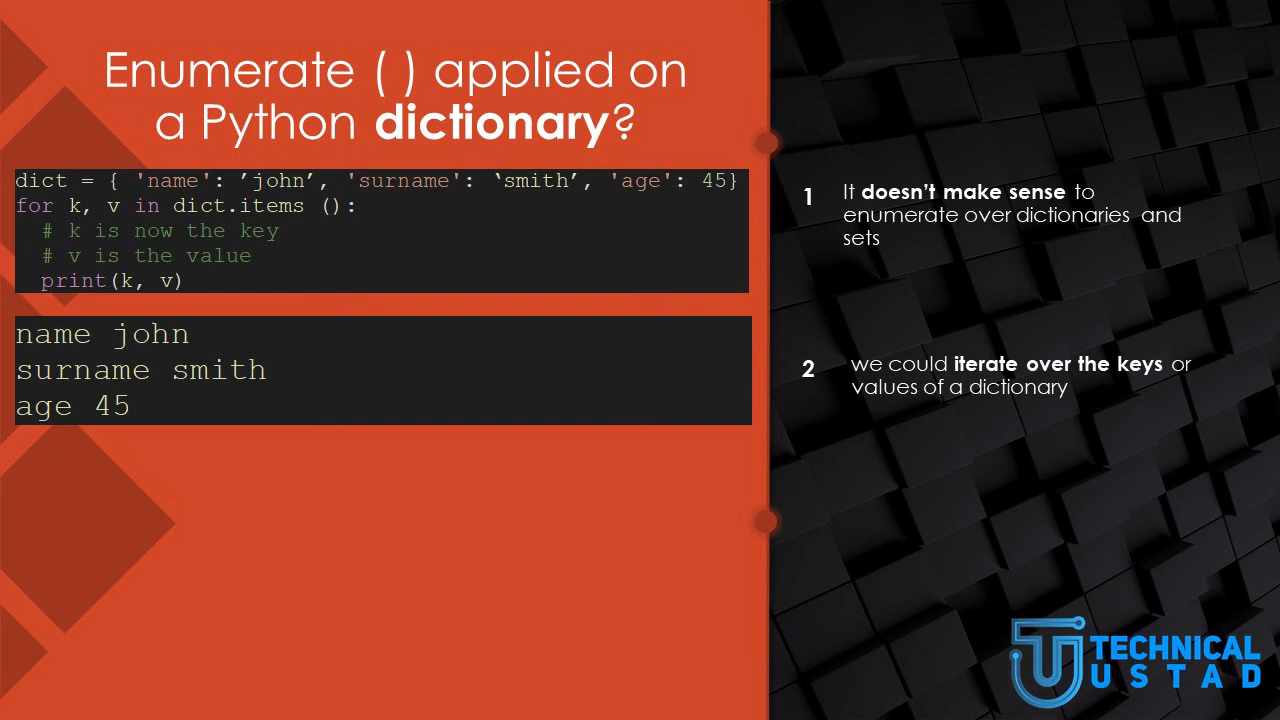 Enumerate ( ) applied on
a Python dictionary?
dict = { 'name': ’john’, 'surname': ‘smith’, 'age': 45}
for k, v in dict.items ():
  # k is now the key
  # v is the value
  print(k, v)
name john
surname smith
age 45
1 It doesn’t make sense to
enumerate over dictionaries and
sets
2 we could iterate over the keys or
values of a dictionary
TECHNICAL
USTAD